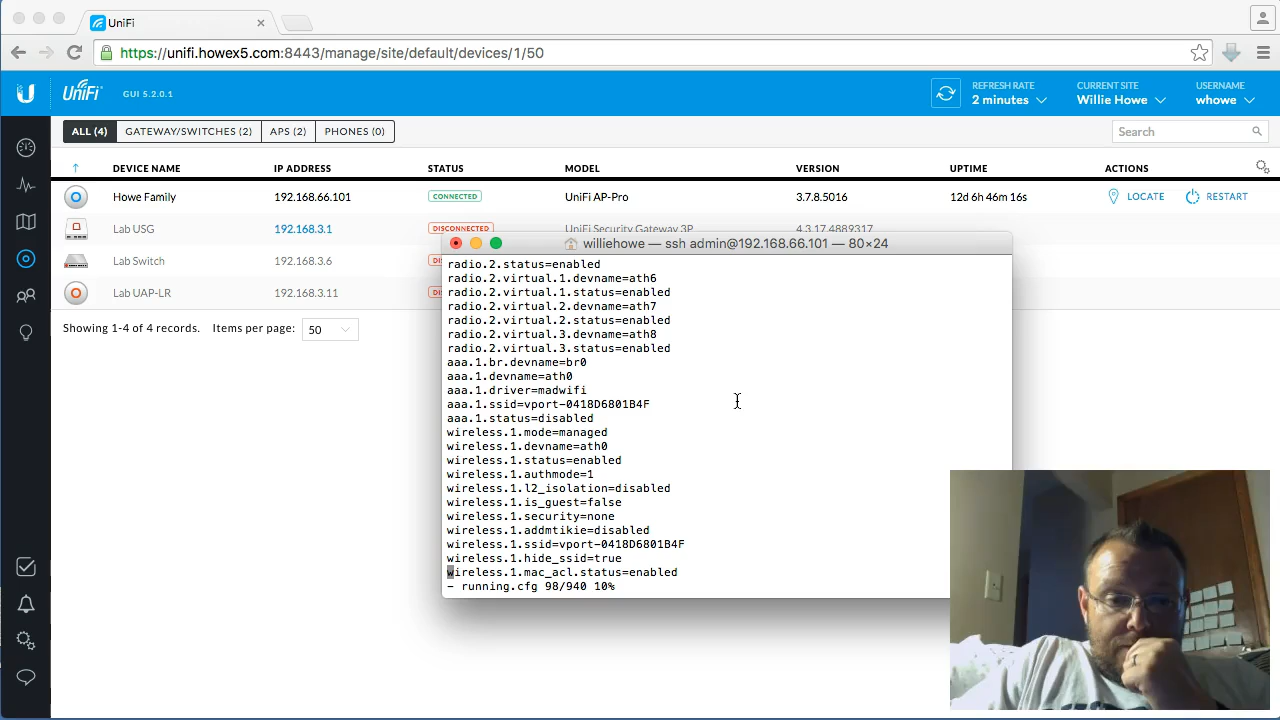 UniFi
https://unifi.howex5.com:8443/manage/site/default/devices/1/50
U UniFi GUI 5.2.0.1
REFRESH RATE CURRENT SITE USERNAME
2 minutes Willie Howe whowe
ALL (4) GATEWAY/SWITCHES (2) APS (2) PHONES (0) Search
DEVICE NAME IP ADDRESS STATUS MODEL VERSION UPTIME ACTIONS
Howe Family 192.168.66.101 CONNECTED UniFi AP-Pro 3.7.8.5016 12d 6h 46m 16s LOCATE RESTART
Lab USG 192.168.3.1 DISCONNECTED UniFi Security Gateway 3P 4.3.17.4889317
Lab Switch 192.168.3.6
Lab UAP-LR 192.168.3.11
Showing 1-4 of 4 records. Items per page: 50
williehowe — ssh admin@192.168.66.101 — 80×24
radio.2.status=enabled
radio.2.virtual.1.devname=ath6
radio.2.virtual.1.status=enabled
radio.2.virtual.2.devname=ath7
radio.2.virtual.2.status=enabled
radio.2.virtual.3.devname=ath8
radio.2.virtual.3.status=enabled
aaa.1.br.devname=br0
aaa.1.devname=ath0
aaa.1.driver=madwifi
aaa.1.ssid=vport-0418D6801B4F
aaa.1.status=disabled
wireless.1.mode=managed
wireless.1.devname=ath0
wireless.1.status=enabled
wireless.1.authmode=1
wireless.1.l2_isolation=disabled
wireless.1.is_guest=false
wireless.1.security=none
wireless.1.addmtikie=disabled
wireless.1.ssid=vport-0418D6801B4F
wireless.1.hide_ssid=true
wireless.1.mac_acl.status=enabled
- running.cfg 98/940 10%